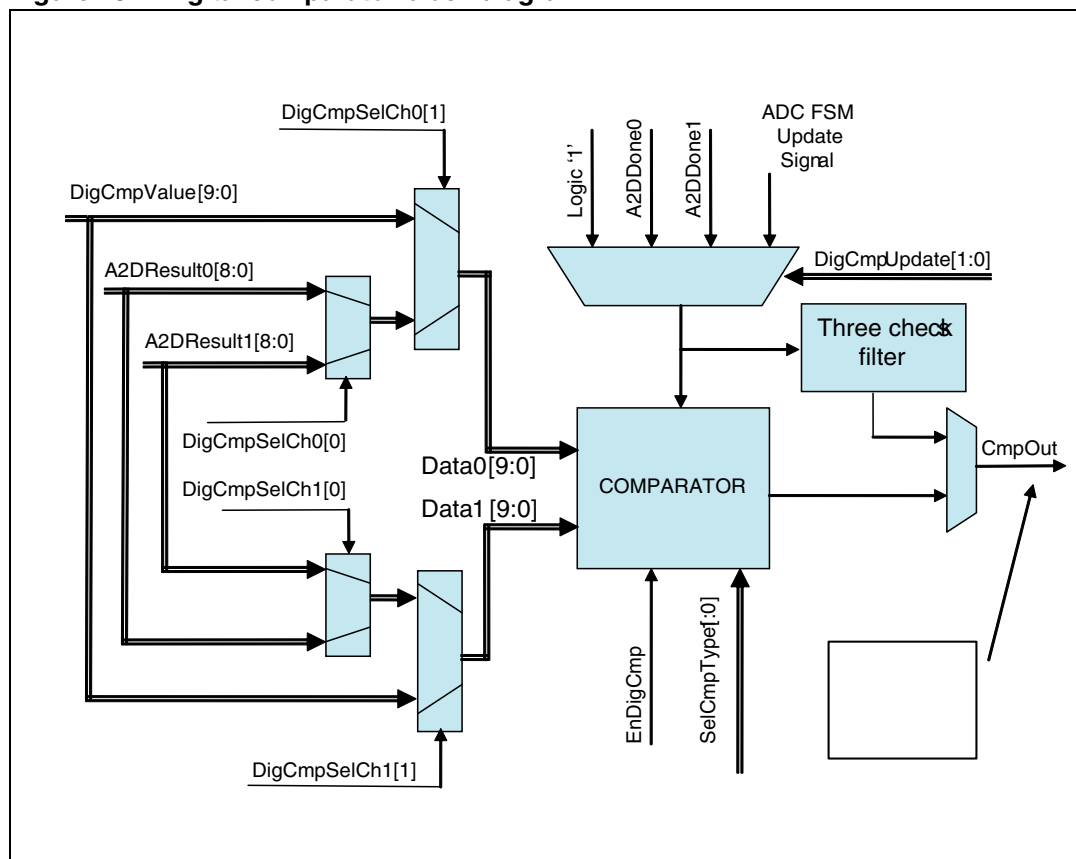 DigCmpSelCh0[1]
DigCmpValue[9:0]
A2DResult0[8:0]
A2DResult1[8:0]
DigCmpSelCh0[0]
DigCmpSelCh1[0]
DigCmpSelCh1[1]
Data0[9:0]
Data1[9:0]
Logic ‘1’
A2DDone0
A2DDone1
ADC FSM
Update
Signal
DigCmpUpdate[1:0]
Three checks
filter
COMPARATOR
CmpOut
EnDigCmp
SelCmpType[1:0]